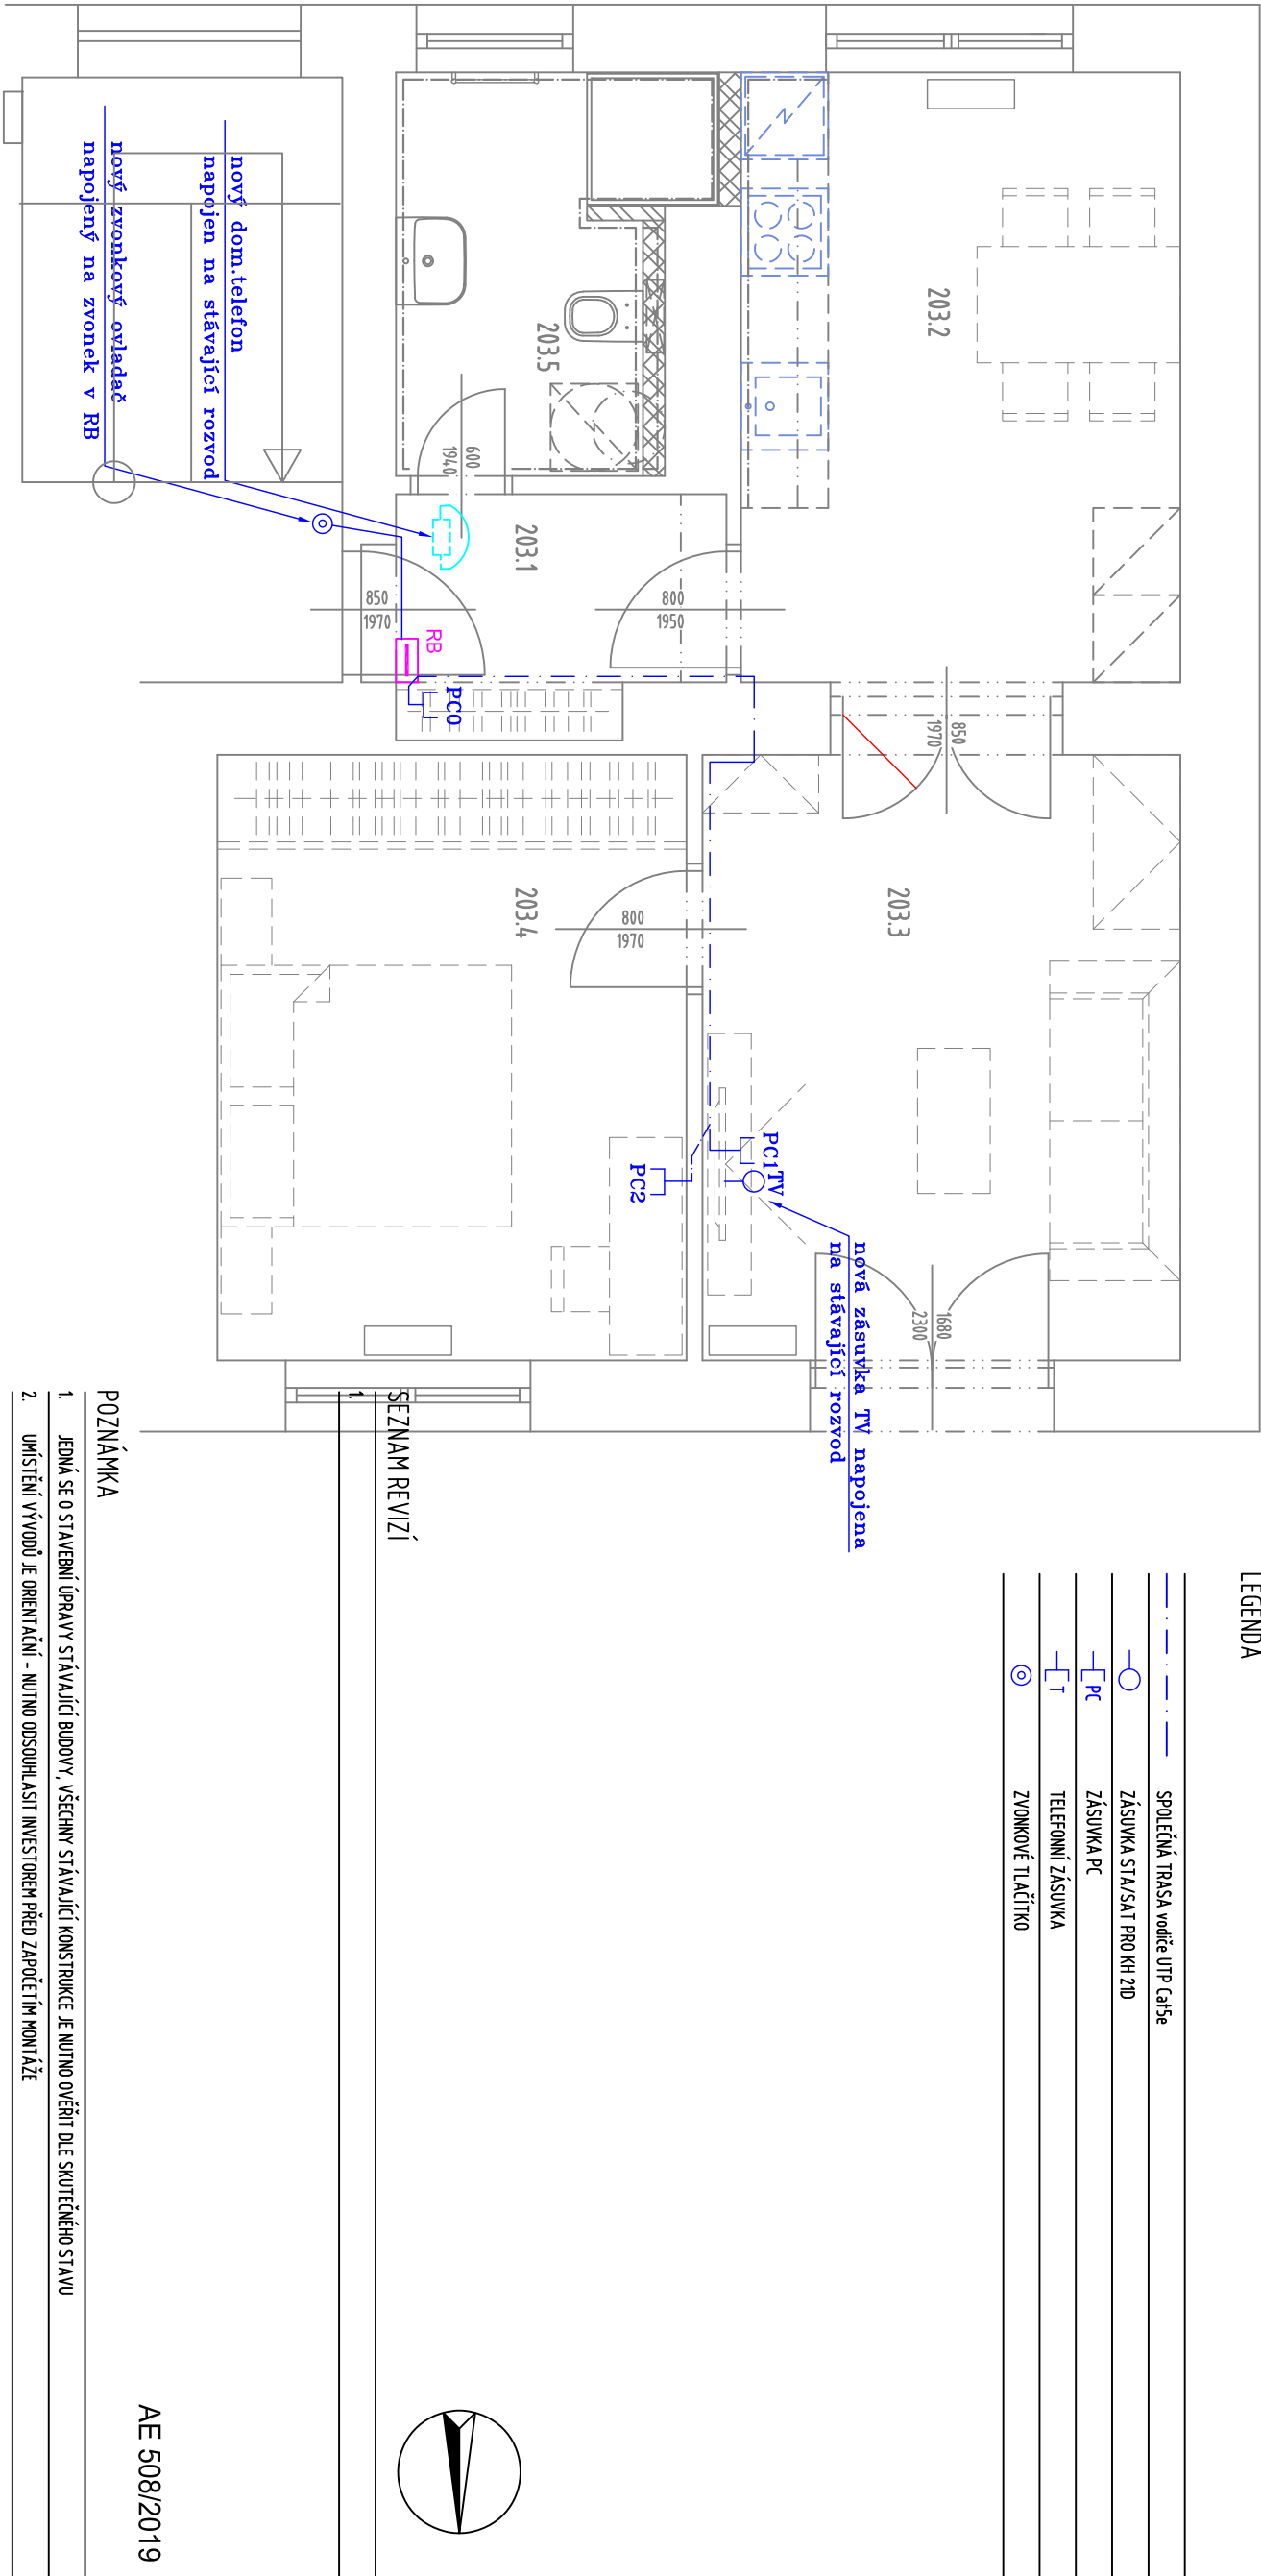 LEGENDA
SPOLEČNÁ TRASA vodiče UTP Cat5e
ZÁSUVKA STA/SAT PRO KH 21D
PC
ZÁSUVKA PC
T
TELEFONNÍ ZÁSUVKA
ZVONKOVÉ TLAČÍTKO
203.2
203.3
850
1970
1680
2300
nová zásuvka TV napojená
na stávající rozvod
PC1
TV
PC2
800
1950
800
1970
203.5
203.1
203.4
600
1940
PC0
RB
850
1970
nový dom.telefon
napojen na stávající rozvod
nový zvonkový ovladač
napojený na zvonek v RB
SEZNAM REVIZÍ
1.
POZNÁMKA
1. JEDNÁ SE O STAVEBNÍ ÚPRAVY STÁVAJÍCÍ BUDOVY, VŠECHNY STÁVAJÍCÍ KONSTRUKCE JE NUTNO OVĚŘIT DLE SKUTEČNÉHO STAVU
2. UMÍSTĚNÍ VÝVODŮ JE ORIENTAČNÍ - NUTNO ODSOUHLASIT INVESTOREM PŘED ZAPOČETÍM MONTÁŽE
AE 508/2019
N